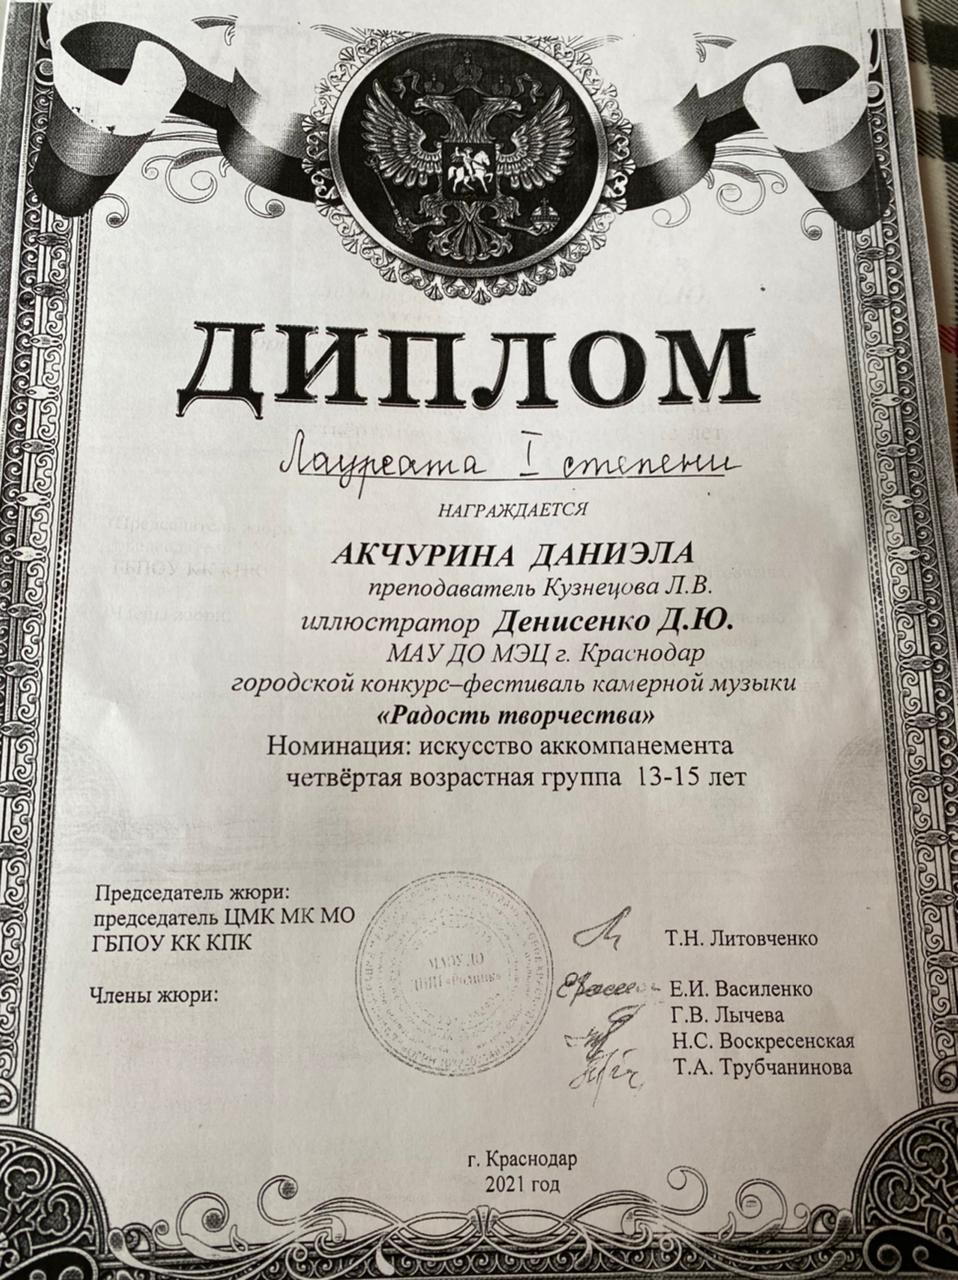 ДИПЛОМ
Лауреата I степени
НАГРАЖДАЕТСЯ
АКЧУРИНА ДАНИЭЛА
преподаватель Кузнецова Л.В.
иллюстратор Денисенко Д.Ю.
МАУ ДО МЭЦ г. Краснодар
городской конкурс–фестиваль камерной музыки
«Радость творчества»
Номинация: искусство аккомпанемента
четвёртая возрастная группа 13-15 лет
Председатель жюри:
председатель ЦМК МК МО
ГБПОУ КК КПК
Т.Н. Литовченко
Члены жюри:
Е.И. Василенко
Г.В. Лычева
Н.С. Воскресенская
Т.А. Трубчанинова
МАОУ ДО
г. Краснодар
2021 год